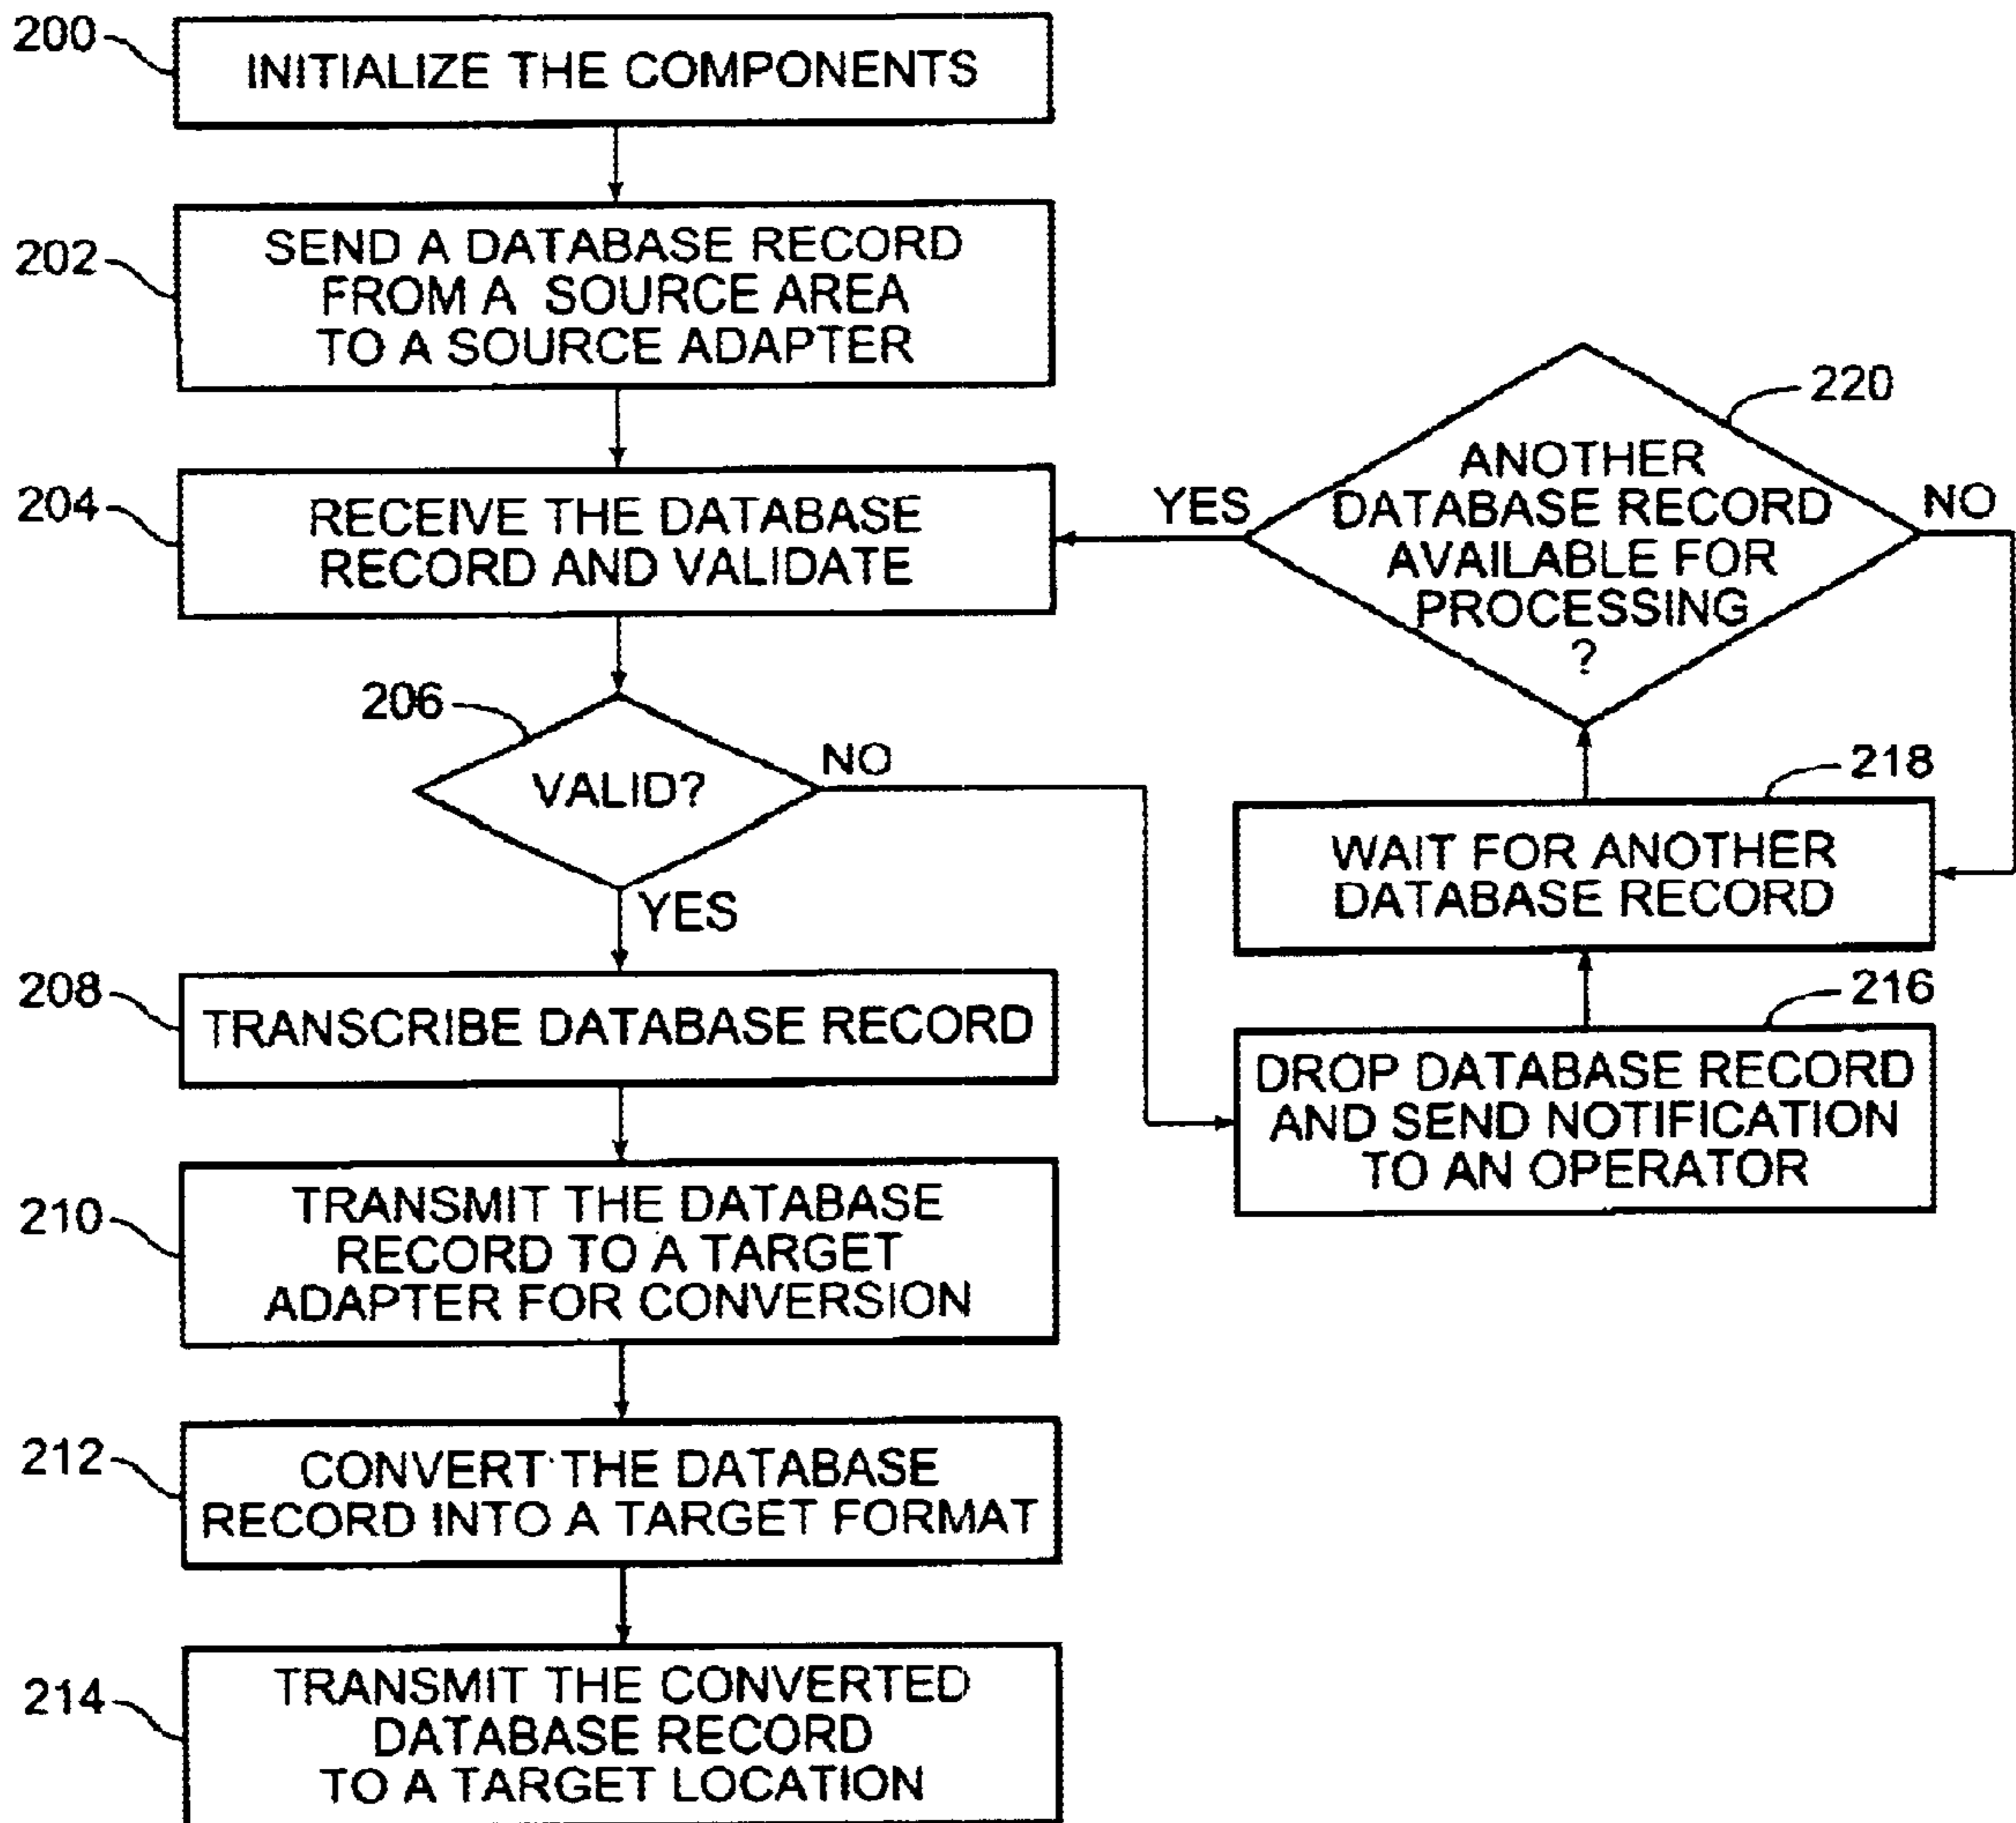 200
INITIALIZE THE COMPONENTS
202
SEND A DATABASE RECORD
FROM A SOURCE AREA
TO A SOURCE ADAPTER
204
RECEIVE THE DATABASE
RECORD AND VALIDATE
206
VALID?
NO
YES
208
TRANSCRIBE DATABASE RECORD
210
TRANSMIT THE DATABASE
RECORD TO A TARGET
ADAPTER FOR CONVERSION
212
CONVERT THE DATABASE
RECORD INTO A TARGET FORMAT
214
TRANSMIT THE CONVERTED
DATABASE RECORD
TO A TARGET LOCATION
220
ANOTHER
DATABASE RECORD
AVAILABLE FOR
PROCESSING
?
YES
NO
218
WAIT FOR ANOTHER
DATABASE RECORD
216
DROP DATABASE RECORD
AND SEND NOTIFICATION
TO AN OPERATOR